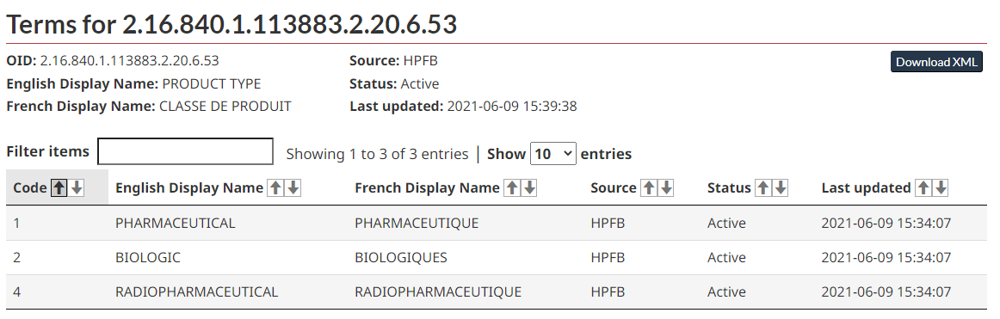 Terms for 2.16.840.1.113883.2.20.6.53
OID: 2.16.840.1.113883.2.20.6.53 Source: HPFB Download XML
English Display Name: PRODUCT TYPE Status: Active
French Display Name: CLASSE DE PRODUIT Last updated: 2021-06-09 15:39:38
Filter items Showing 1 to 3 of 3 entries | Show 10 entries
Code English Display Name French Display Name Source Status Last updated
1 PHARMACEUTICAL PHARMACEUTIQUE HPFB Active 2021-06-09 15:34:07
2 BIOLOGIC BIOLOGIQUES HPFB Active 2021-06-09 15:34:07
4 RADIOPHARMACEUTICAL RADIOPHARMACEUTIQUE HPFB Active 2021-06-09 15:34:07